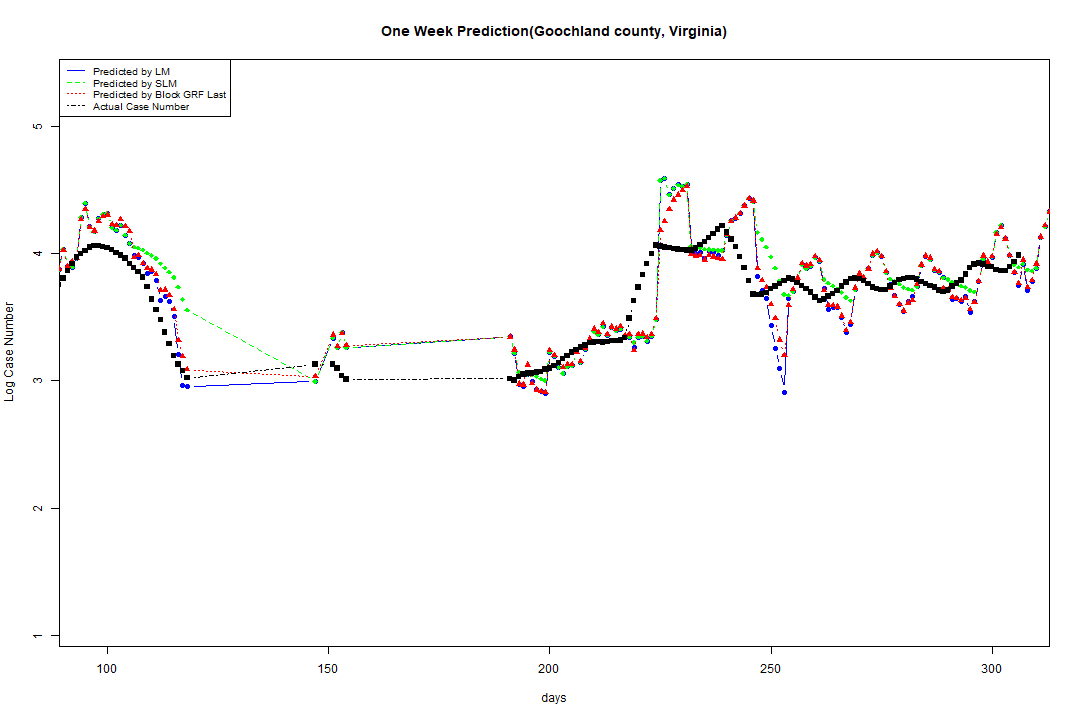 One Week Prediction(Goochland county, Virginia)
Predicted by LM
Predicted by SLM
Predicted by Block GRF Last
Actual Case Number
Log Case Number
5
4
3
2
1
100 150 200 250 300
days